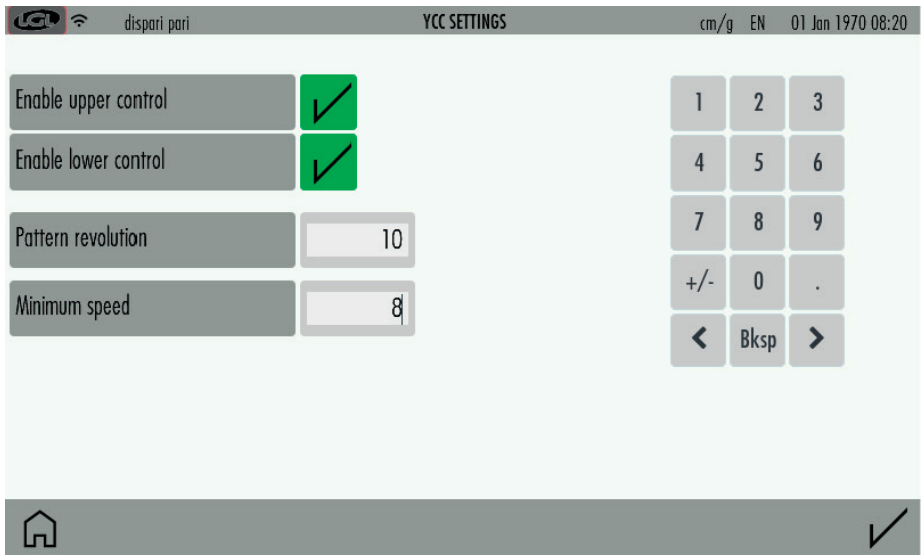 LGL dispari pari YCC SETTINGS cm/g EN 01 Jan 1970 08:20
Enable upper control
Enable lower control
Pattern revolution 10
Minimum speed 8
1 2 3
4 5 6
7 8 9
+/- 0 .
< Bksp >